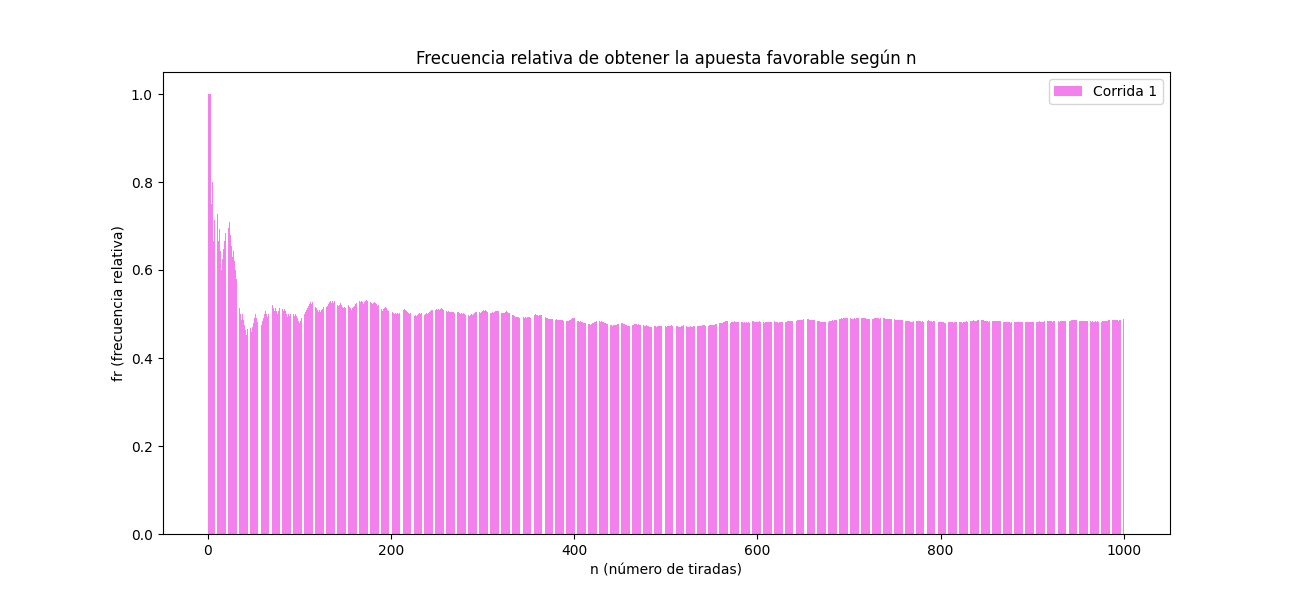 Frecuencia relativa de obtener la apuesta favorable según n
Corrida 1
fr (frecuencia relativa)
1.0
0.8
0.6
0.4
0.2
0.0
0 200 400 600 800 1000
n (número de tiradas)